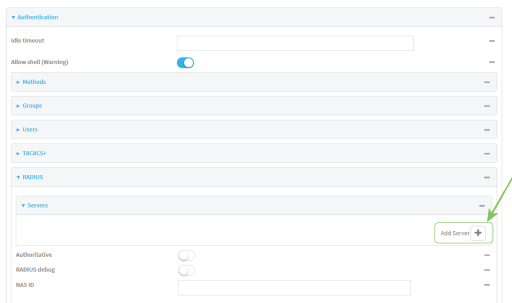 Authentication
Idle timeout
Allow shell (Warning)
Methods
Groups
Users
TACACS+
RADIUS
Servers
Add Server
Authoritative
RADIUS debug
NAS ID